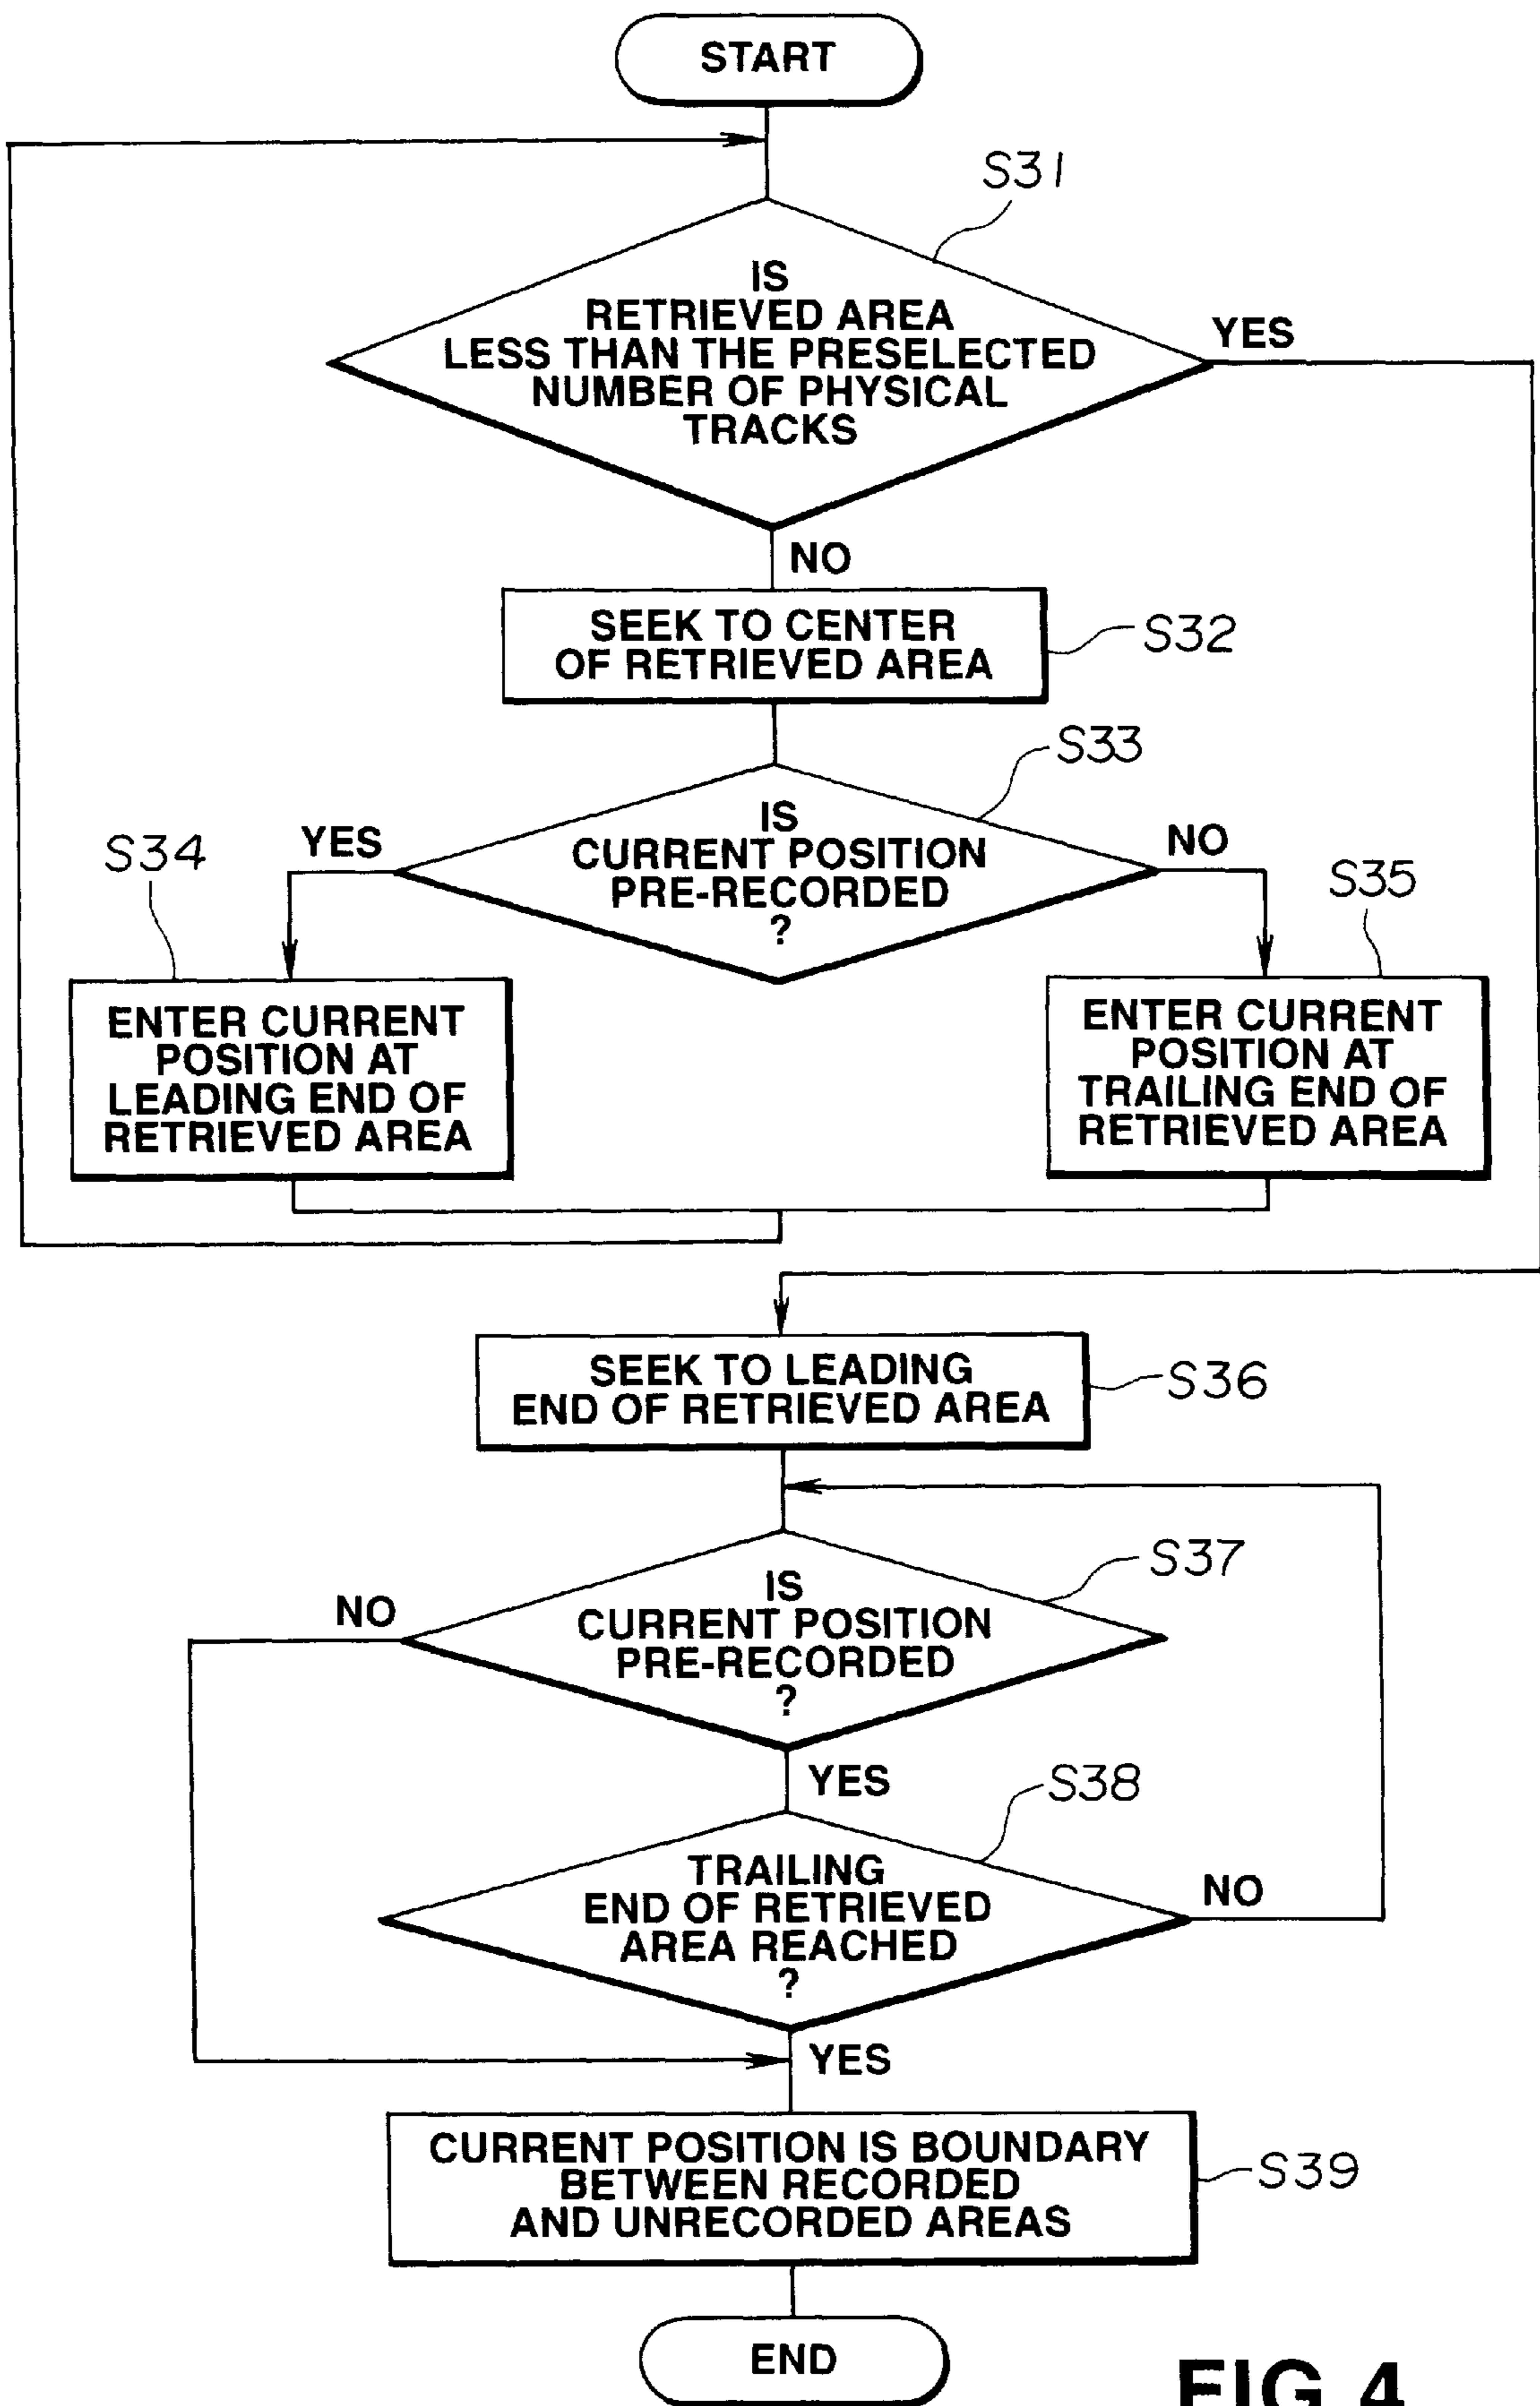 START
S31
IS
RETRIEVED AREA
LESS THAN THE PRESELECTED
NUMBER OF PHYSICAL
TRACKS
YES
NO
SEEK TO CENTER
OF RETRIEVED AREA
S32
S33
IS
CURRENT POSITION
PRE-RECORDED
?
YES
NO
S34
S35
ENTER CURRENT
POSITION AT
LEADING END OF
RETRIEVED AREA
ENTER CURRENT
POSITION AT
TRAILING END OF
RETRIEVED AREA
SEEK TO LEADING
END OF RETRIEVED AREA
S36
S37
IS
CURRENT POSITION
PRE-RECORDED
?
NO
YES
S38
TRAILING
END OF RETRIEVED
AREA REACHED
?
NO
YES
CURRENT POSITION IS BOUNDARY
BETWEEN RECORDED
AND UNRECORDED AREAS
S39
END
FIG.4